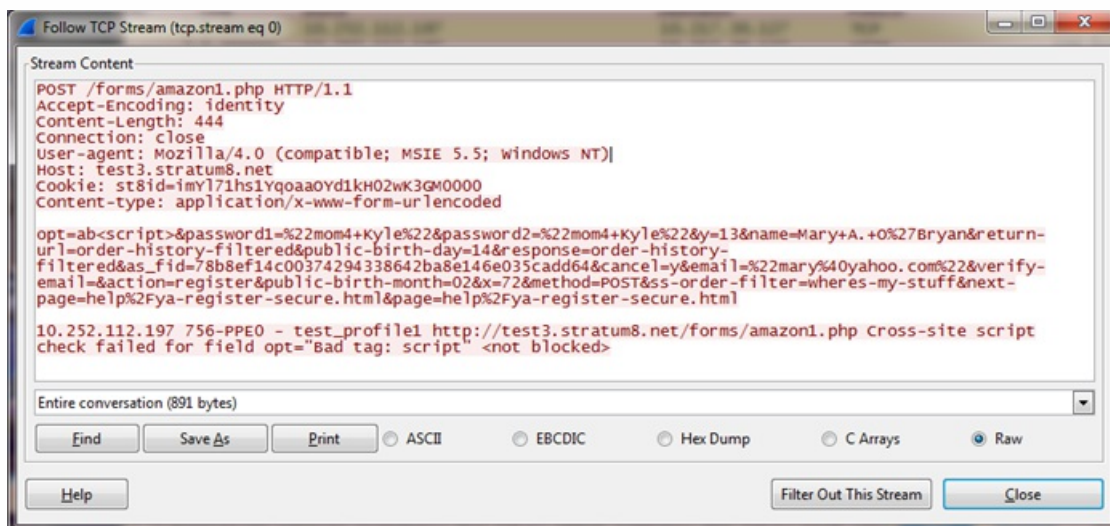 Follow TCP Stream (tcp.stream eq 0)
Stream Content
POST /forms/amazon1.php HTTP/1.1
Accept-Encoding: identity
Content-Length: 444
Connection: close
User-agent: Mozilla/4.0 (compatible; MSIE 5.5; Windows NT)
Host: test3.stratum8.net
Cookie: st8id=imYl71hs1YqoaaOYd1kH02wK3GM0000
Content-type: application/x-www-form-urlencoded
opt=ab<script>&password1=%22mom4+Kyle%22&password2=%22mom4+Kyle%22&y=13&name=Mary+A.+O%27Bryan&return-
url=order-history-filtered&public-birth-day=14&response=order-history-
filtered&as_fid=78b8ef14c00374294338642ba8e146e035cadd64&cancel=y&email=%22mary%40yahoo.com%22&verify-
email=&action=register&public-birth-month=02&x=72&method=POST&ss-order-filter=wheres-my-stuff&next-
page=help%2Fya-register-secure.html&page=help%2Fya-register-secure.html
10.252.112.197 756-PPE0 - test_profile1 http://test3.stratum8.net/forms/amazon1.php Cross-site script
check failed for field opt="Bad tag: script" <not blocked>
Entire conversation (891 bytes)
Find Save As Print ASCII EBCDIC Hex Dump C Arrays Raw
Help Filter Out This Stream Close